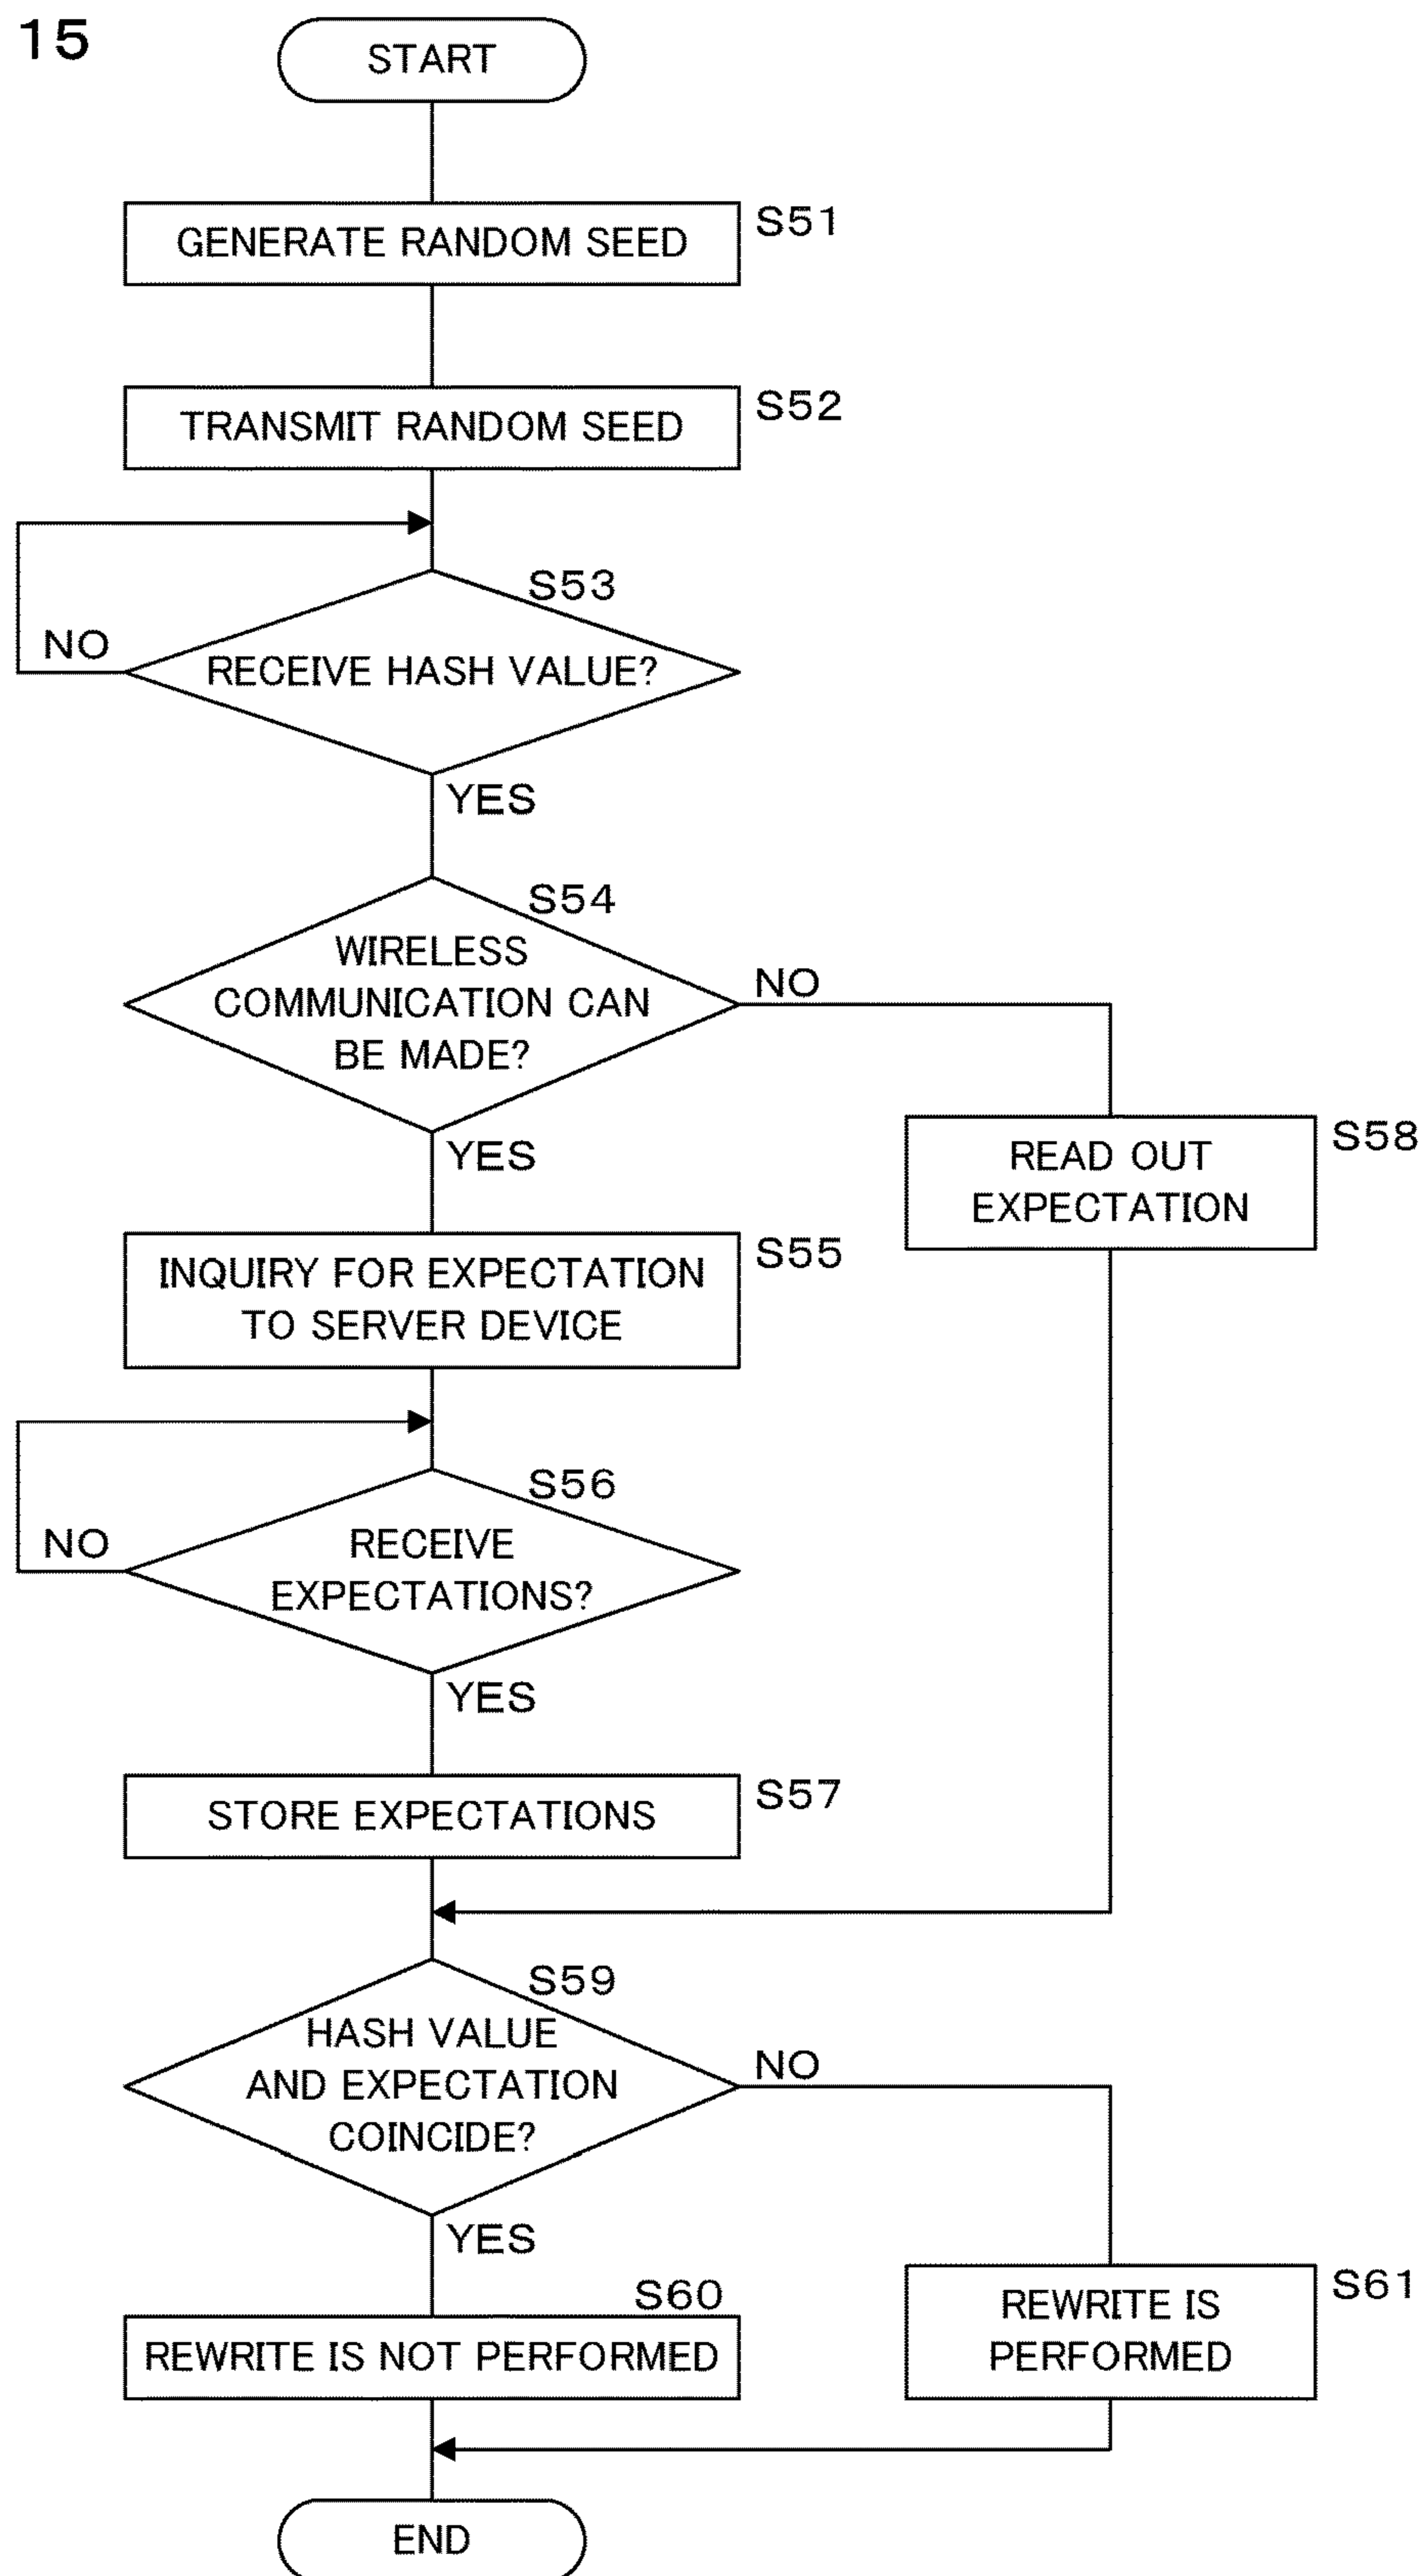 15
START
GENERATE RANDOM SEED
S51
TRANSMIT RANDOM SEED
S52
S53
NO
RECEIVE HASH VALUE?
YES
S54
WIRELESS
COMMUNICATION CAN
BE MADE?
NO
YES
READ OUT
EXPECTATION
S58
INQUIRY FOR EXPECTATION
TO SERVER DEVICE
S55
S56
NO
RECEIVE
EXPECTATIONS?
YES
STORE EXPECTATIONS
S57
S59
HASH VALUE
AND EXPECTATION
COINCIDE?
NO
YES
S60
REWRITE IS NOT PERFORMED
REWRITE IS
PERFORMED
S61
END